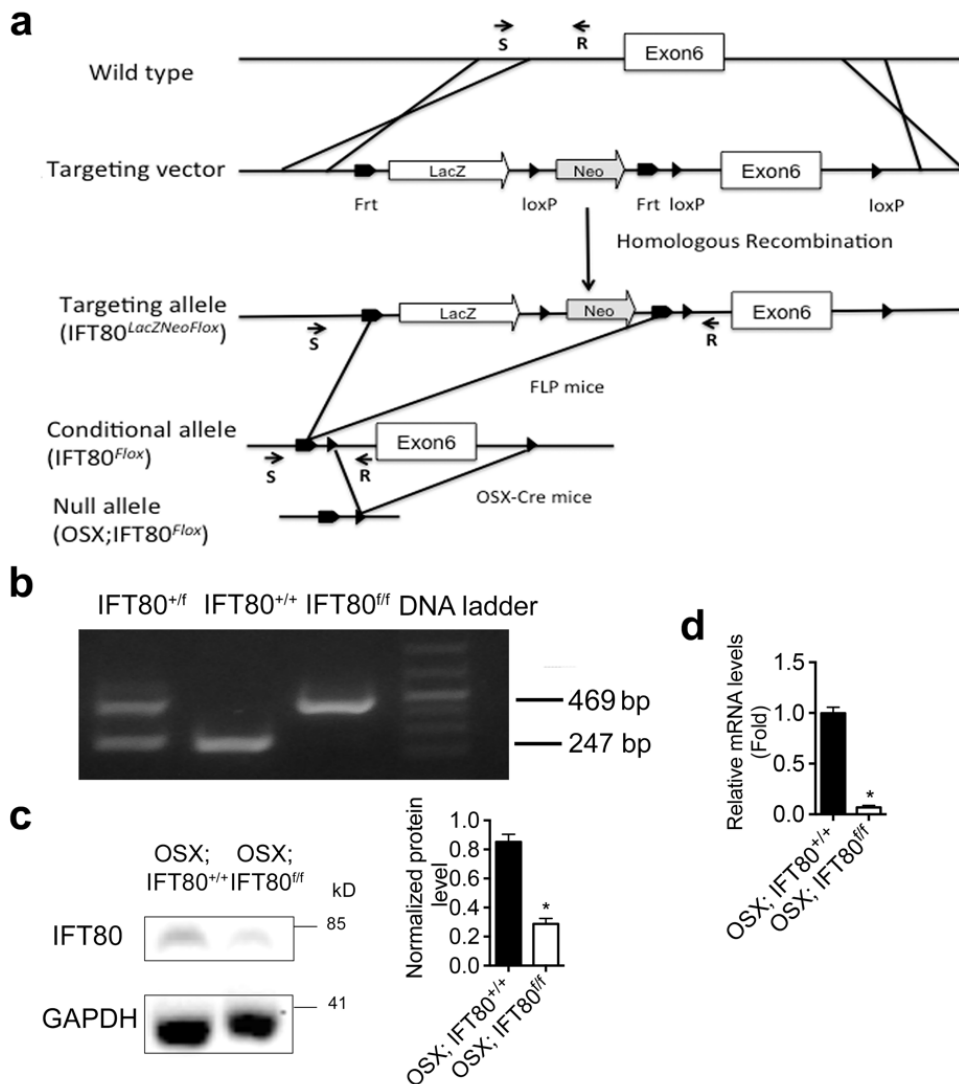 a
S R
Exon6
Wild type
Targeting vector
LacZ Neo Exon6
Frt loxP Frt loxP loxP
Homologous Recombination
Targeting allele
(IFT80LacZNeoFlox)
LacZ Neo Exon6
S R
FLP mice
Conditional allele
(IFT80Flox)
Exon6
S R
OSX-Cre mice
Null allele
(OSX;IFT80Flox)
b
IFT80+/f IFT80+/+ IFT80f/f DNA ladder
469 bp
247 bp
c
OSX; OSX;
IFT80+/+ IFT80f/f kD
IFT80
85
GAPDH
41
Normalized protein
level
1.0
0.8
0.6
0.4
0.2
0.0
*
OSX; IFT80+/+
OSX; IFT80f/f
d
Relative mRNA levels
(Fold)
1.5
1.0
0.5
0.0
*
OSX; IFT80+/+
OSX; IFT80f/f